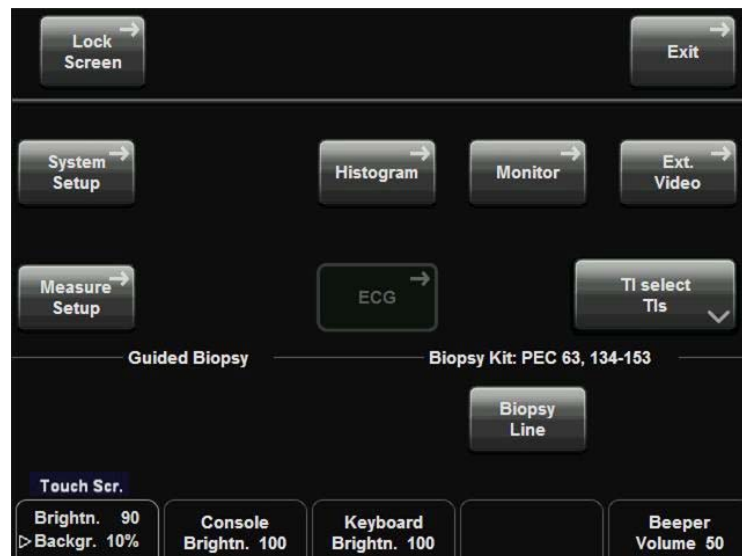 Lock
Screen
Exit
System
Setup
Histogram
Monitor
Ext.
Video
Measure
Setup
ECG
TI select
TIs
Guided Biopsy
Biopsy Kit: PEC 63, 134-153
Biopsy
Line
Touch Scr.
Brightn. 90
Backgr. 10%
Console
Brightn. 100
Keyboard
Brightn. 100
Beeper
Volume 50